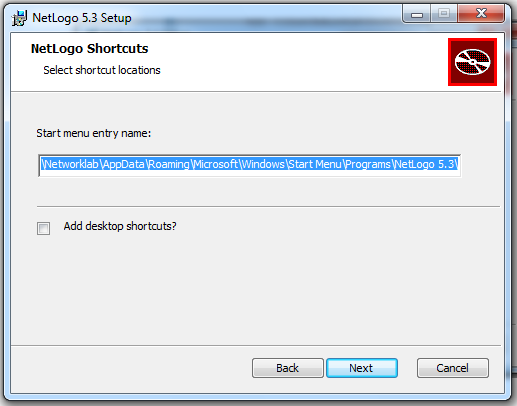 NetLogo 5.3 Setup
NetLogo Shortcuts
Select shortcut locations
Start menu entry name:
\Networklab\AppData\Roaming\Microsoft\Windows\Start Menu\Programs\NetLogo 5.3\
Add desktop shortcuts?
Back Next Cancel